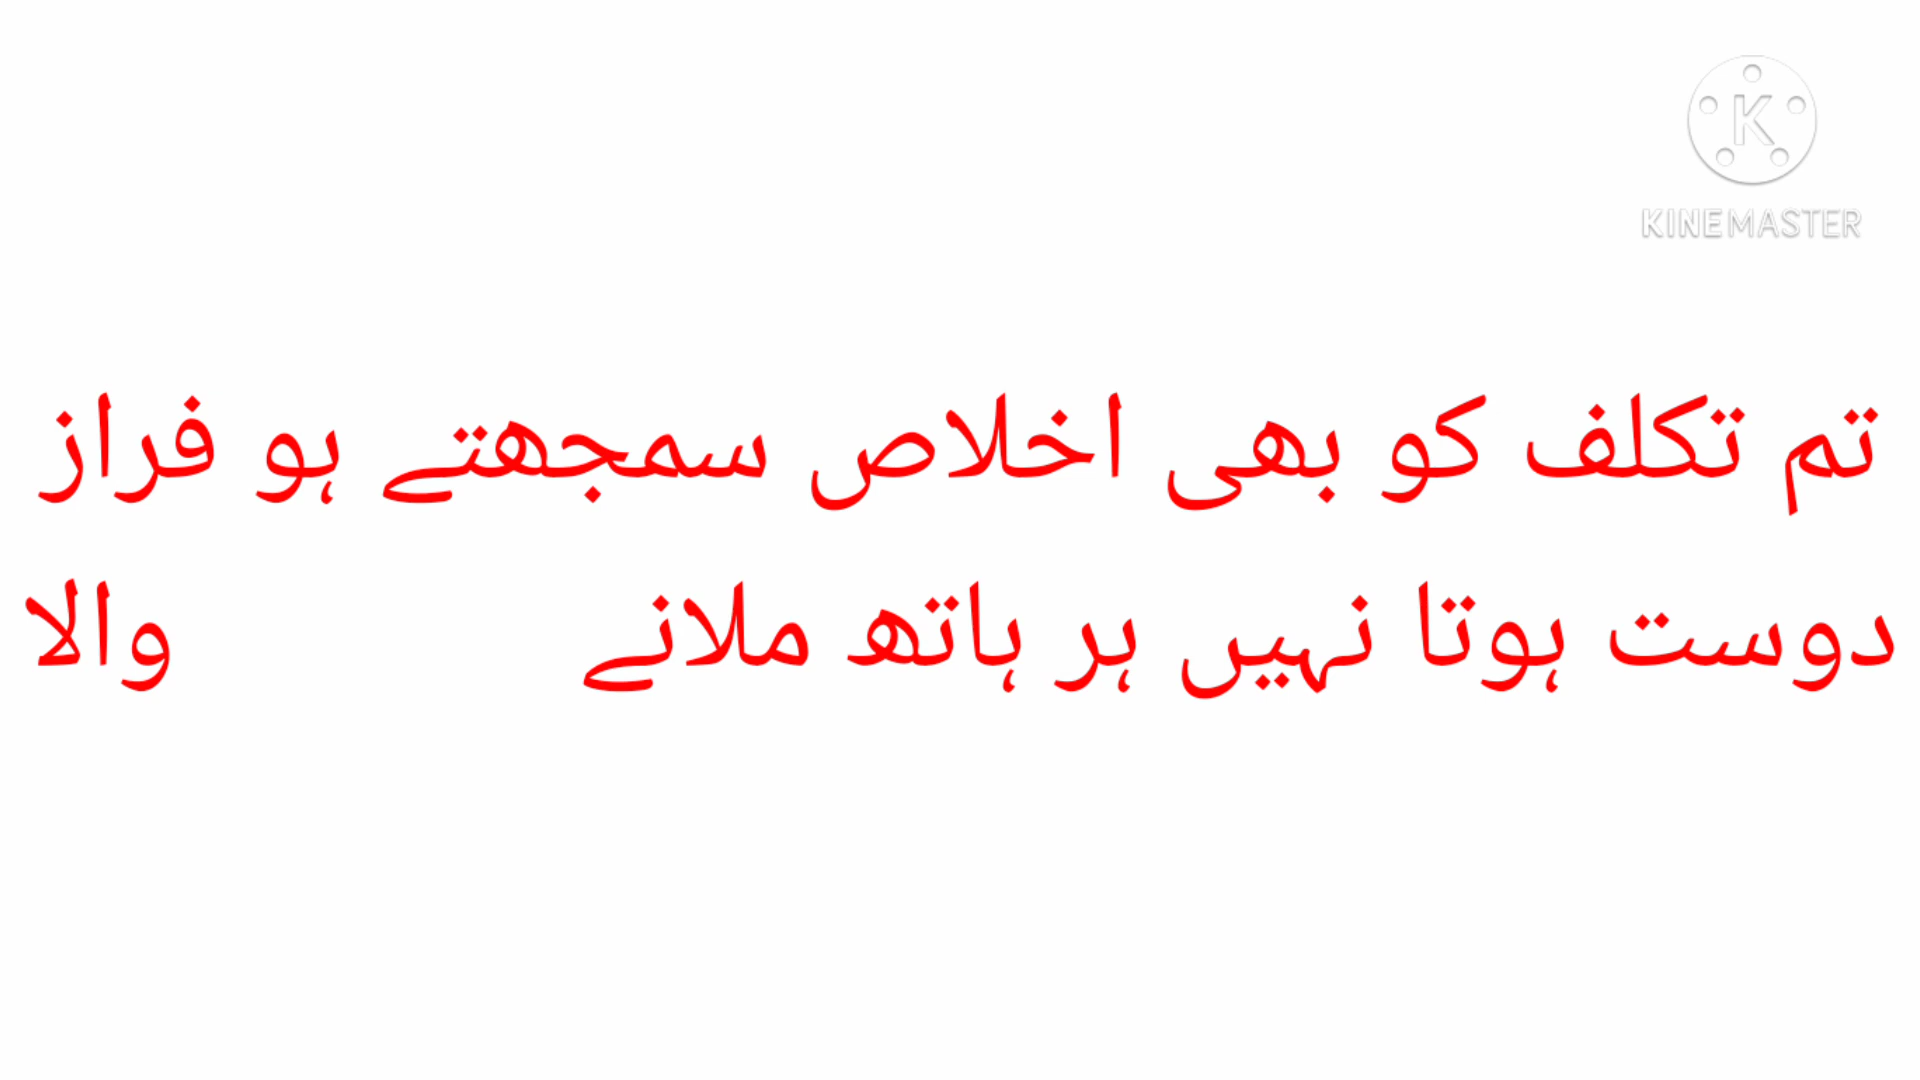 KINEMASTER
تم تکلف کو بھی اخلاص سمجھتے ہو فراز
دوست ہوتا نہیں ہر ہاتھ ملانے والا